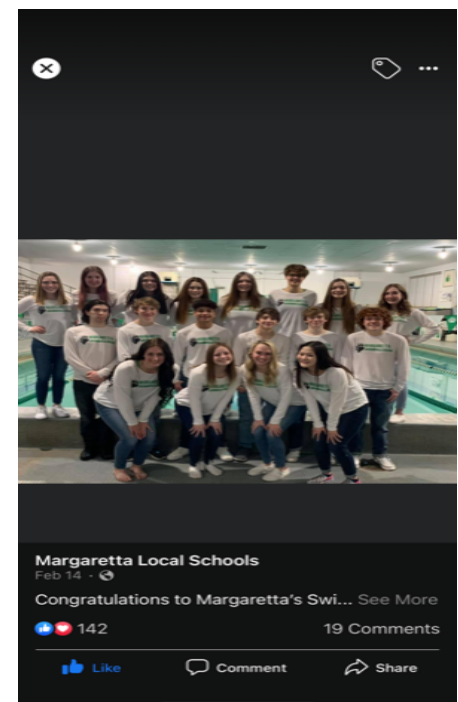 Margaretta Local Schools
Feb 14 ·
Congratulations to Margaretta's Swi... See More
142
19 Comments
Like
Comment
Share